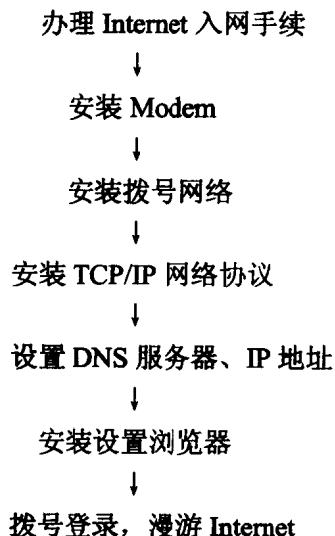 办理 Internet 入网手续
↓
安装 Modem
↓
安装拨号网络
↓
安装 TCP/IP 网络协议
↓
设置 DNS 服务器、IP 地址
↓
安装设置浏览器
↓
拨号登录，漫游 Internet